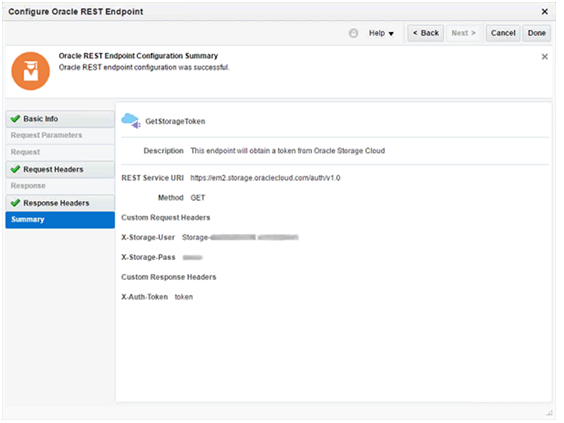 Configure Oracle REST Endpoint
Help
< Back
Next >
Cancel
Done
Oracle REST Endpoint Configuration Summary
Oracle REST endpoint configuration was successful.
Basic Info
Request Parameters
Request
Request Headers
Response
Response Headers
Summary
GetStorageToken
Description This endpoint will obtain a token from Oracle Storage Cloud
REST Service URI https://em2.storage.oraclecloud.com/auth/v1.0
Method GET
Custom Request Headers
X-Storage-User Storage-
X-Storage-Pass
Custom Response Headers
X-Auth-Token token